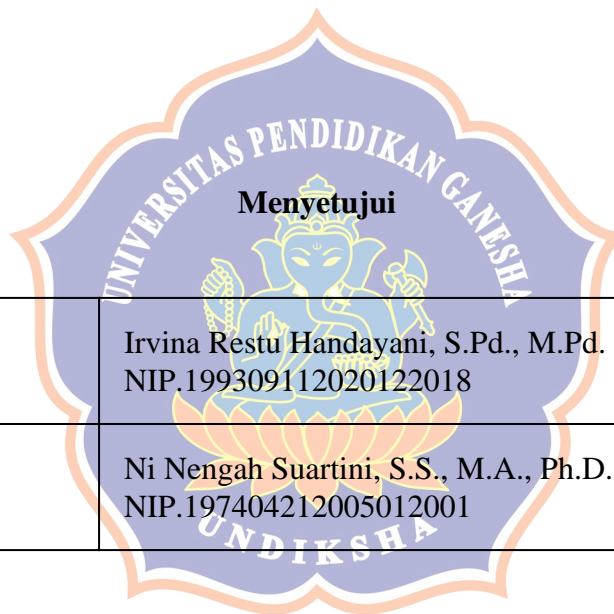 UNIVERSITAS PENDIDIKAN GANESHA
Menyetujui
Irvina Restu Handayani, S.Pd., M.Pd.
NIP.199309112020122018
Ni Nengah Suartini, S.S., M.A., Ph.D.
NIP.197404212005012001
UNDIKSHA